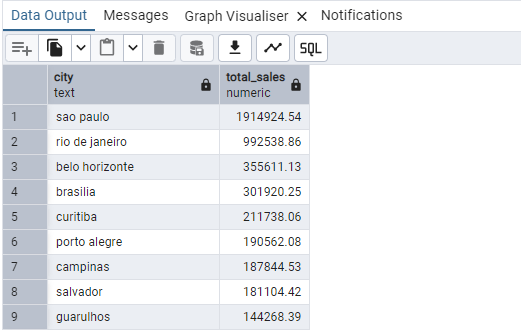 Data Output Messages Graph Visualiser Notifications
SQL
city total_sales
text numeric
1 sao paulo 1914924.54
2 rio de janeiro 992538.86
3 belo horizonte 355611.13
4 brasilia 301920.25
5 curitiba 211738.06
6 porto alegre 190562.08
7 campinas 187844.53
8 salvador 181104.42
9 guarulhos 144268.39